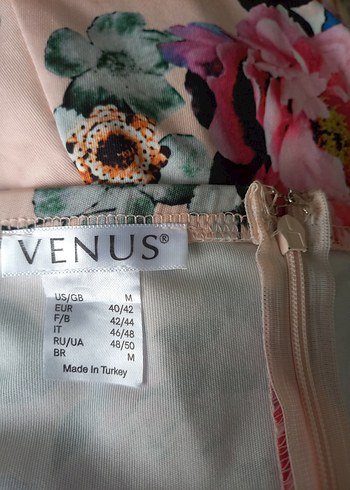 VENUS®
US/GB M
EUR 40/42
F/B 42/44
IT 46/48
RU/UA 48/50
BR M
Made In Turkey